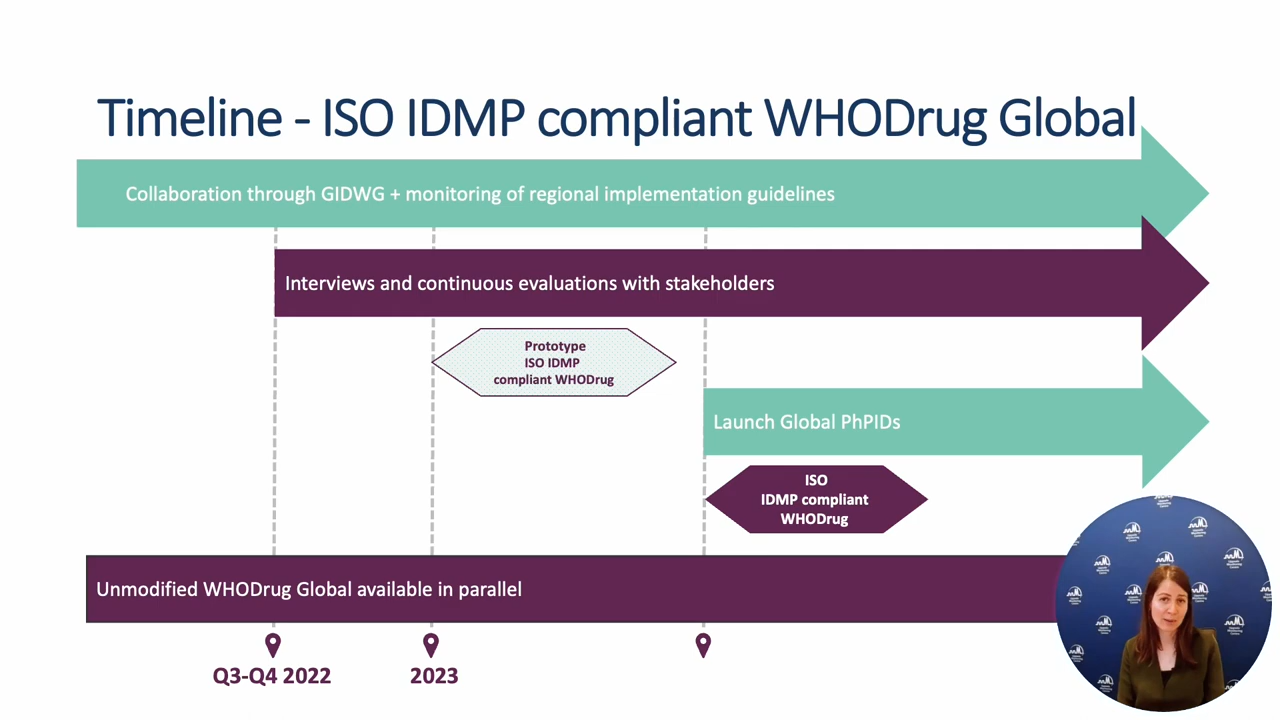 Timeline - ISO IDMP compliant WHODrug Global
Collaboration through GIDWG + monitoring of regional implementation guidelines
Interviews and continuous evaluations with stakeholders
Prototype
ISO IDMP
compliant WHODrug
Launch Global PhPIDs
ISO
IDMP compliant
WHODrug
Unmodified WHODrug Global available in parallel
Q3-Q4 2022
2023